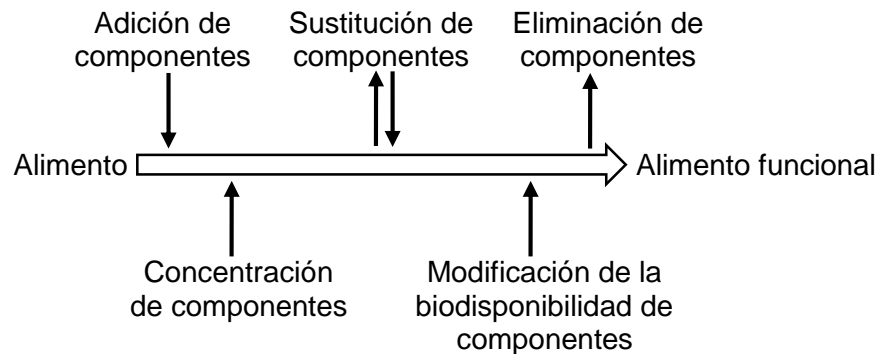 Adición de
componentes
Sustitución de
componentes
Eliminación de
componentes
Alimento
Alimento funcional
Concentración
de componentes
Modificación de la
biodisponibilidad de
componentes